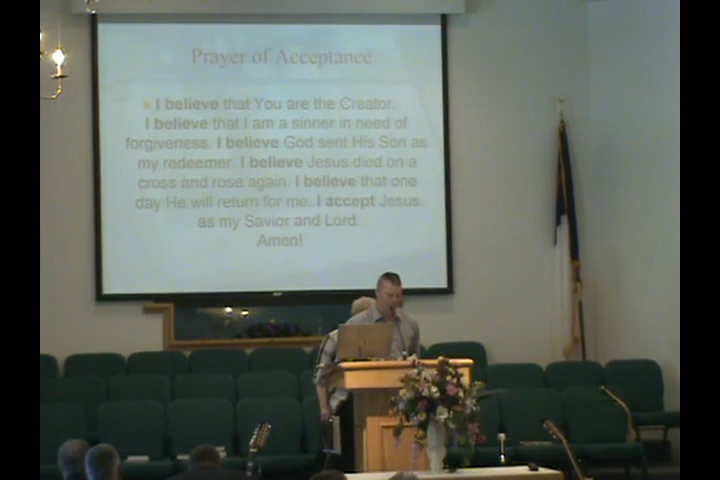 Prayer of Acceptance
I believe that You are the Creator.
I believe that I am a sinner in need of
forgiveness. I believe God sent His Son as
my redeemer. I believe Jesus died on a
cross and rose again. I believe that one
day He will return for me. I accept Jesus
as my Savior and Lord.
Amen!